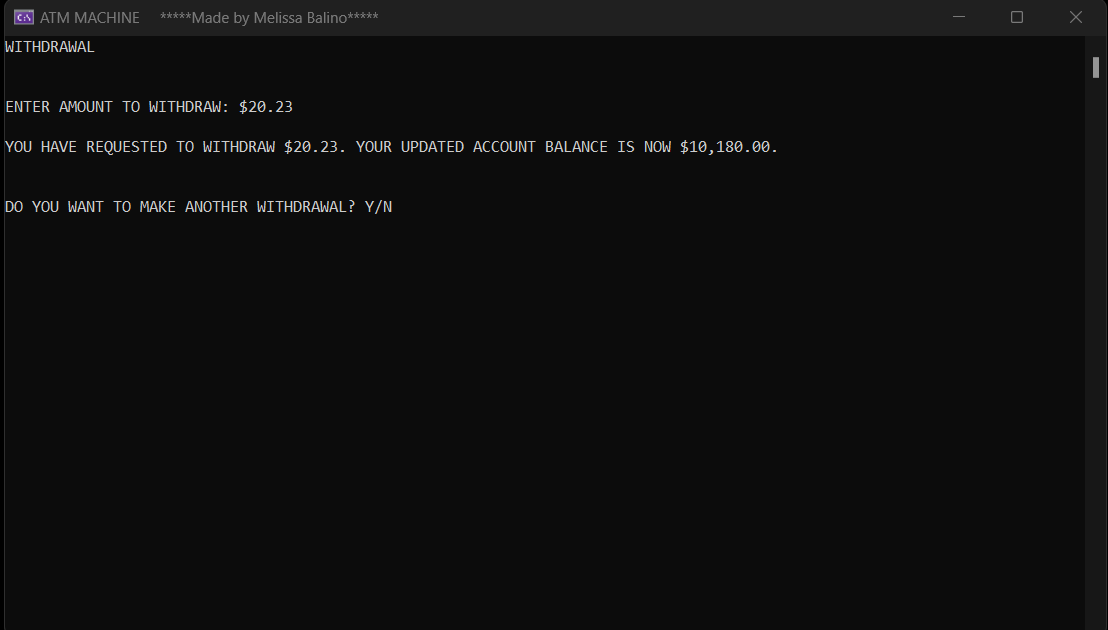 ATM MACHINE *****Made by Melissa Balino*****
WITHDRAWAL
ENTER AMOUNT TO WITHDRAW: $20.23
YOU HAVE REQUESTED TO WITHDRAW $20.23. YOUR UPDATED ACCOUNT BALANCE IS NOW $10,180.00.
DO YOU WANT TO MAKE ANOTHER WITHDRAWAL? Y/N